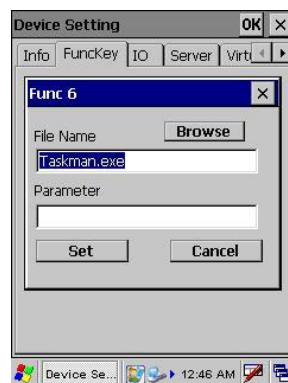 Device Setting OK ×
Info FuncKey IO Server Virt
Func 6 ×
File Name Browse
Taskman.exe
Parameter
Set Cancel
Device Se... 12:46 AM